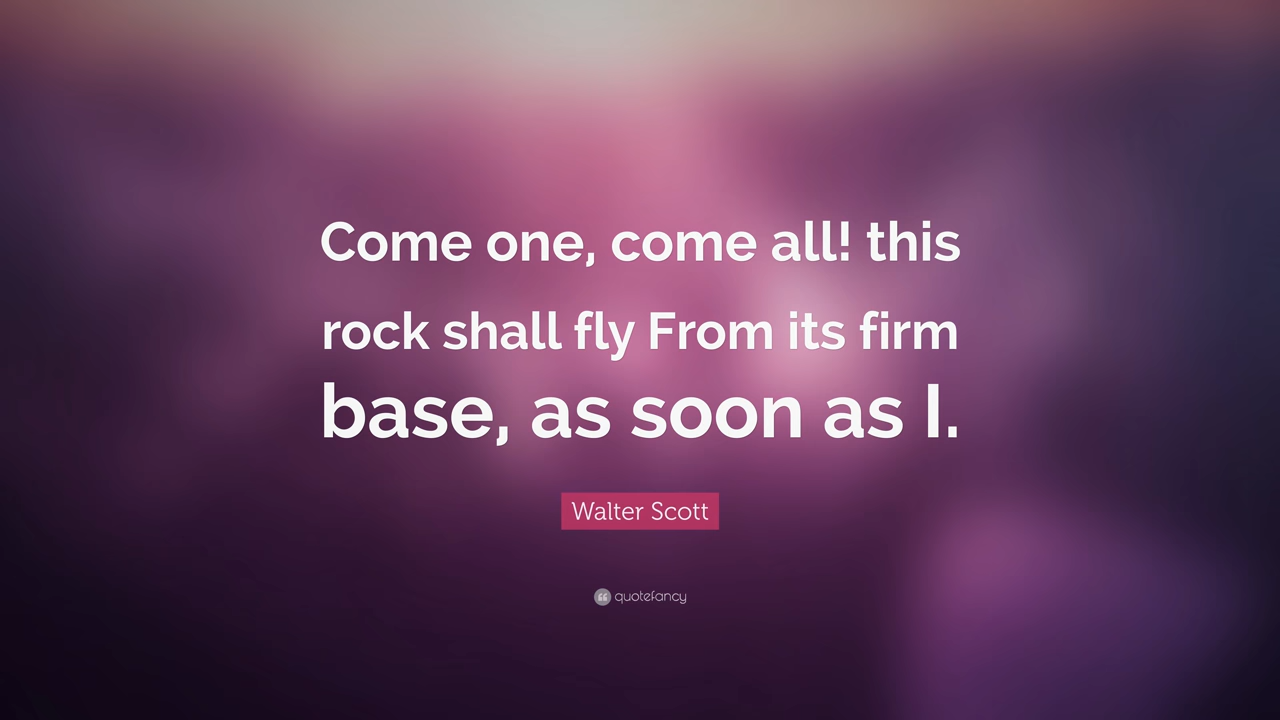 Come one, come all! this
rock shall fly From its firm
base, as soon as I.
Walter Scott
quotefancy